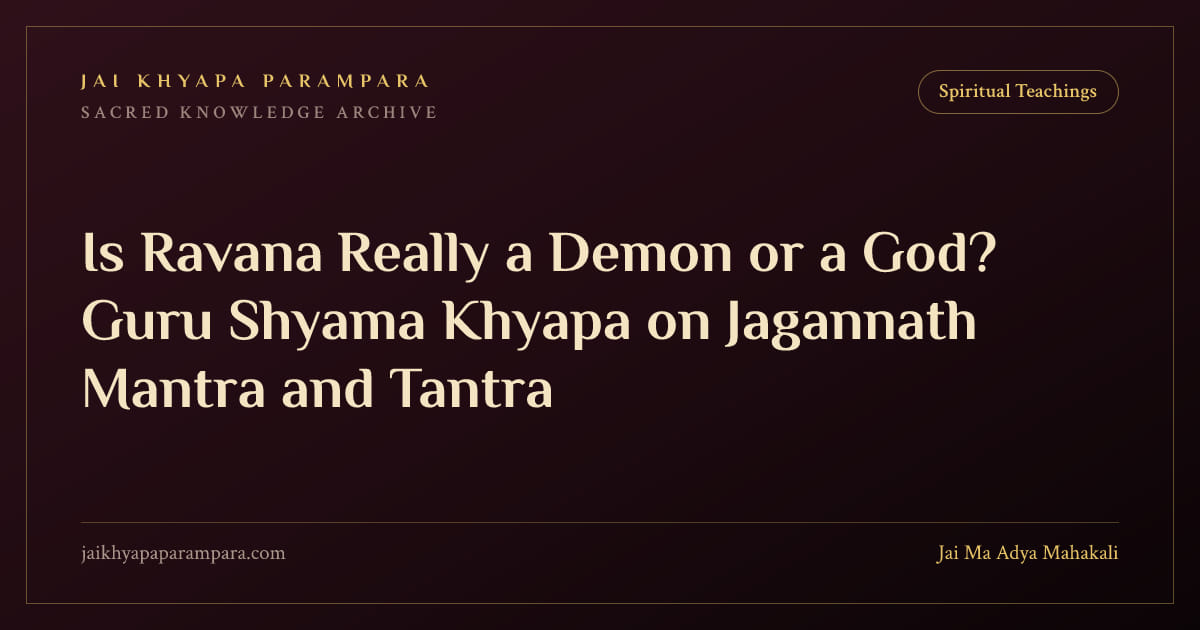 JAI KHYAPA PARAMPARA
SACRED KNOWLEDGE ARCHIVE
Spiritual Teachings
Is Ravana Really a Demon or a God?
Guru Shyama Khyapa on Jagannath
Mantra and Tantra
jaikhyapaparampara.com
Jai Ma Adya Mahakali